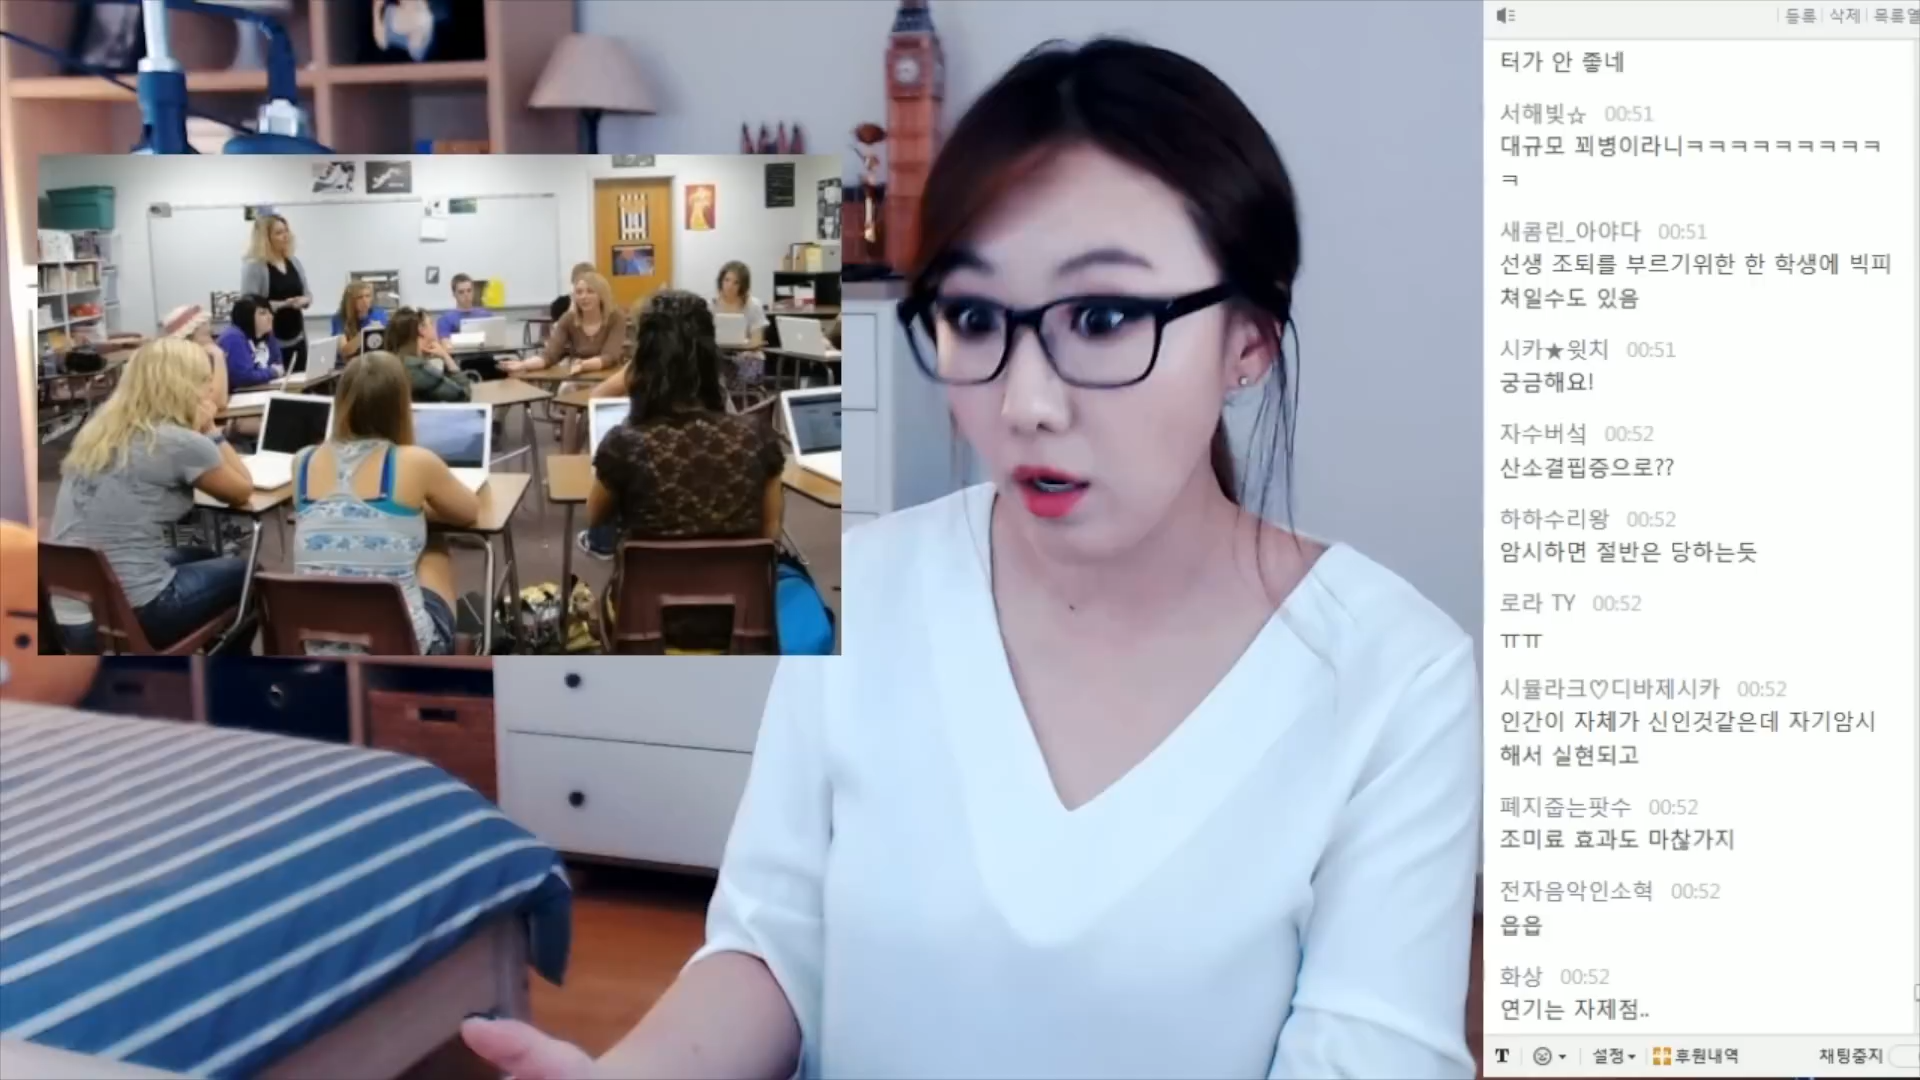 등록 삭제 목록열
터가 안 좋네
서해빛☆ 00:51
대규모 꾀병이라니ㅋㅋㅋㅋㅋㅋㅋㅋㅋ
ㅋ
새콤린_아야다 00:51
선생 조퇴를 부르기위한 한 학생에 빅피
쳐일수도 있음
시카★윗치 00:51
궁금해요!
자수버섴 00:52
산소결핍증으로??
하하수리왕 00:52
암시하면 절반은 당하는듯
로라 TY 00:52
ㅠㅠ
시뮬라크♡디바제시카 00:52
인간이 자체가 신인것같은데 자기암시
해서 실현되고
폐지줍는팟수 00:52
조미료 효과도 마찮가지
전자음악인소혁 00:52
읍읍
화상 00:52
연기는 자제점..
T 설정 후원내역 채팅중지